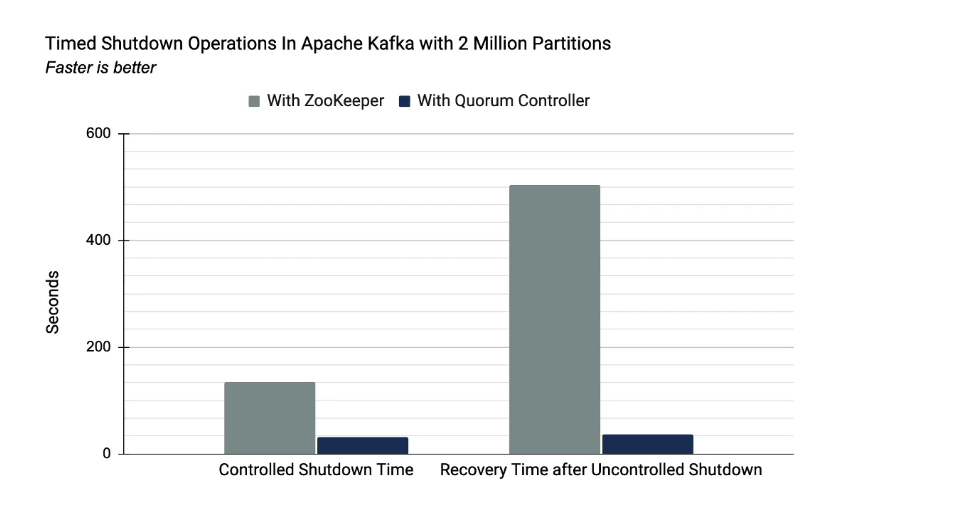 Timed Shutdown Operations In Apache Kafka with 2 Million Partitions
Faster is better
With ZooKeeper With Quorum Controller
600
400
200
0
Seconds
Controlled Shutdown Time Recovery Time after Uncontrolled Shutdown